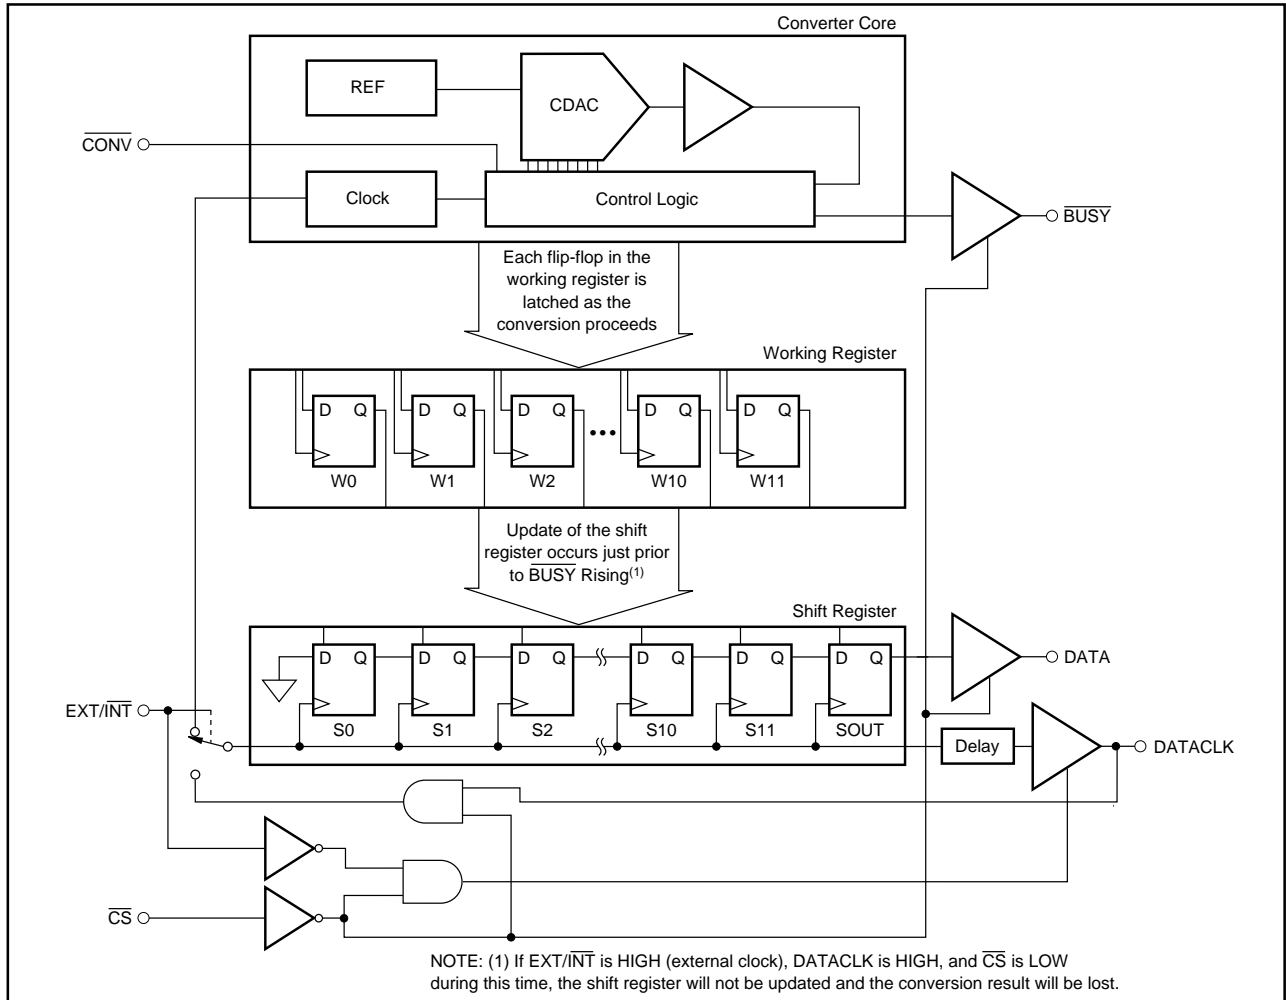 Converter Core
REF
CDAC
CONV
Clock
Control Logic
BUSY
Each flip-flop in the
working register is
latched as the
conversion proceeds
Working Register
D Q D Q D Q ••• D Q D Q
W0 W1 W2 W10 W11
Update of the shift
register occurs just prior
to BUSY Rising(1)
Shift Register
D Q D Q D Q D Q D Q D Q
DATA
EXT/INT
S0 S1 S2 S10 S11 SOUT
Delay
DATACLK
CS
NOTE: (1) If EXT/INT is HIGH (external clock), DATACLK is HIGH, and CS is LOW
during this time, the shift register will not be updated and the conversion result will be lost.